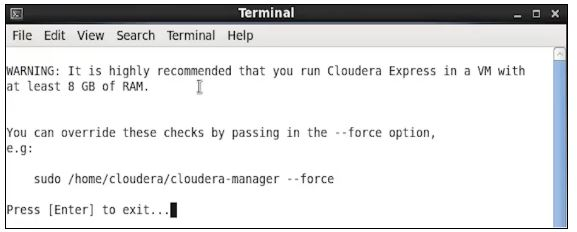 Terminal
File Edit View Search Terminal Help
WARNING: It is highly recommended that you run Cloudera Express in a VM with
at least 8 GB of RAM.
You can override these checks by passing in the --force option,
e.g:
sudo /home/cloudera/cloudera-manager --force
Press [Enter] to exit...